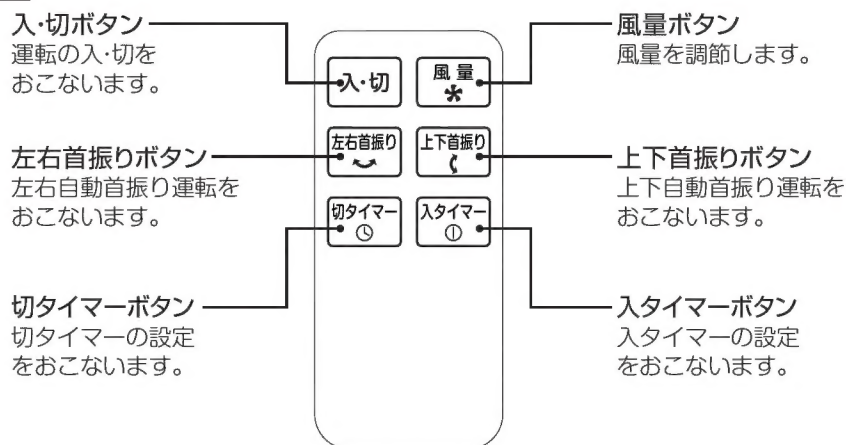 入・切ボタン
運転の入・切を
おこないます。
左右首振りボタン
左右自動首振り運転を
おこないます。
切タイマーボタン
切タイマーの設定
をおこないます。
入・切
風量
左右首振り
上下首振り
切タイマー
入タイマー
風量ボタン
風量を調節します。
上下首振りボタン
上下自動首振り運転を
おこないます。
入タイマーボタン
入タイマーの設定
をおこないます。